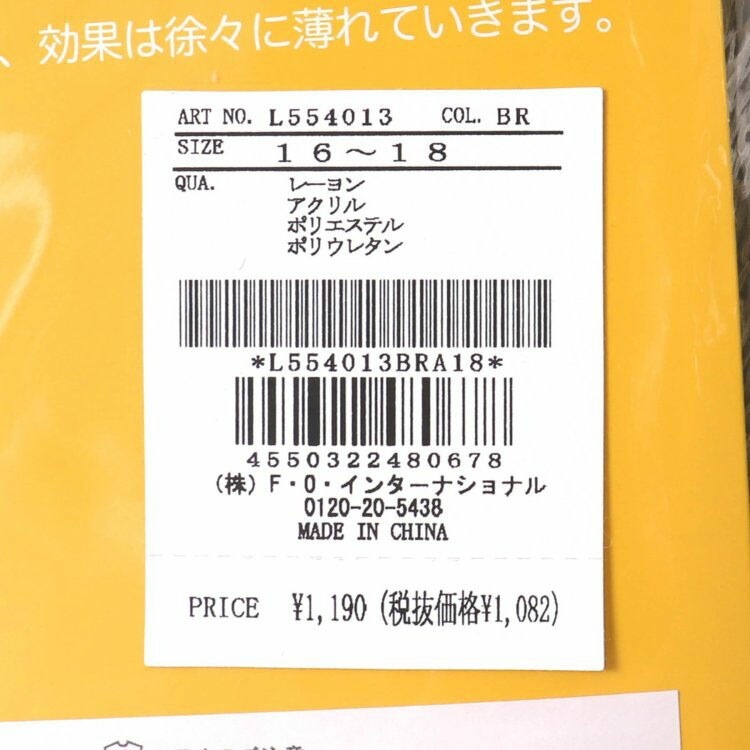 、効果は徐々に薄れていきます。
ART NO. L554013 COL. BR
SIZE 16~18
QUA. レーヨン
アクリル
ポリエステル
ポリウレタン
*L554013BRA18*
4550322480678
(株)F・O・インターナショナル
0120-20-5438
MADE IN CHINA
PRICE ¥1,190 (税抜価格¥1,082)